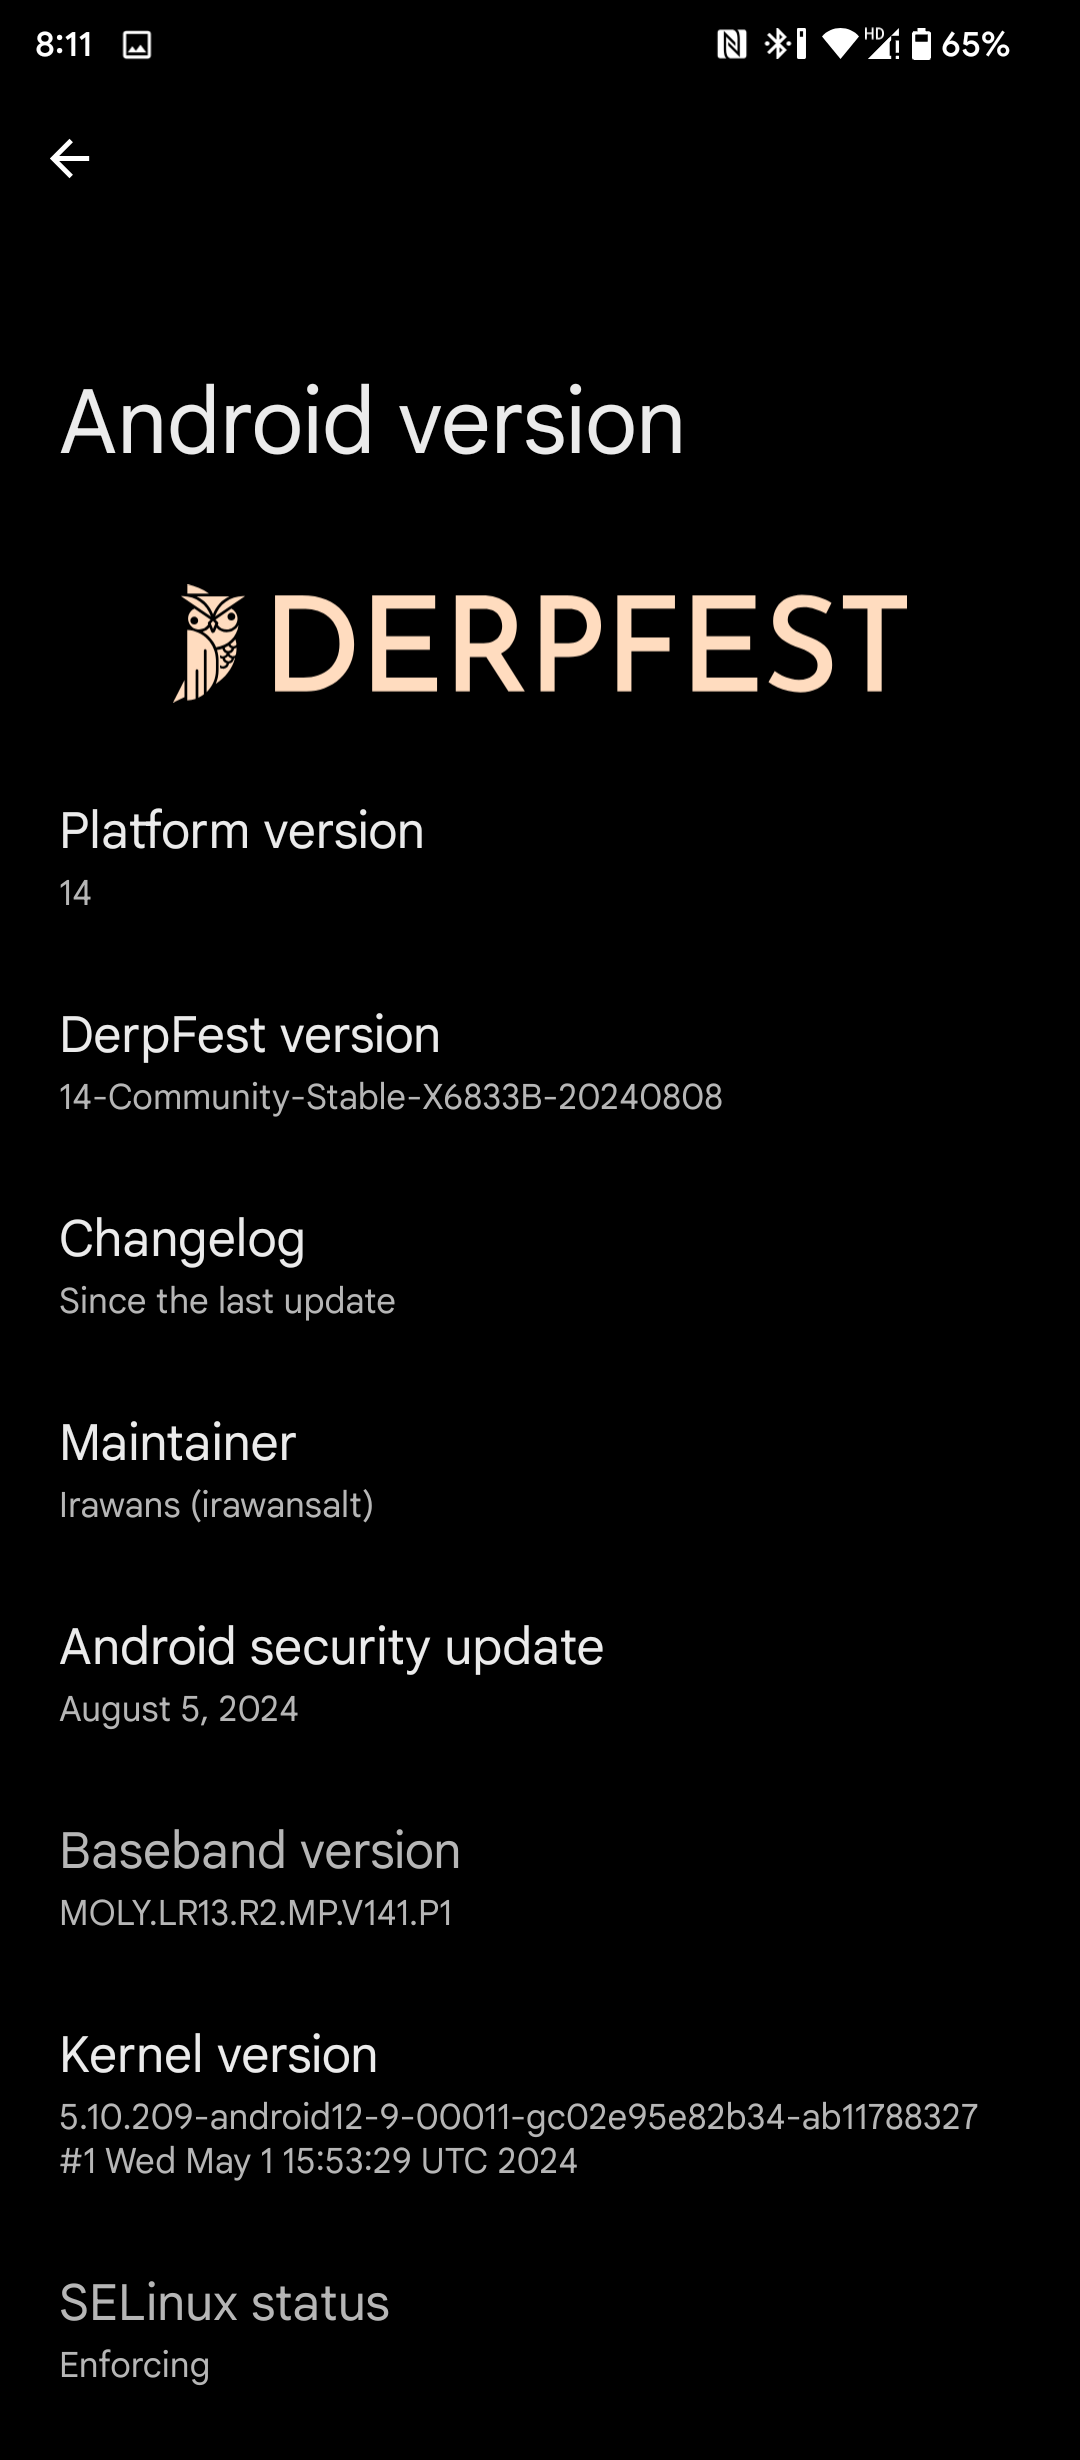 8:11
HD
65%
Android version
DERPFEST
Platform version
14
DerpFest version
14-Community-Stable-X6833B-20240808
Changelog
Since the last update
Maintainer
Irawans (irawansalt)
Android security update
August 5, 2024
Baseband version
MOLY.LR13.R2.MP.V141.P1
Kernel version
5.10.209-android12-9-00011-gc02e95e82b34-ab11788327
#1 Wed May 1 15:53:29 UTC 2024
SELinux status
Enforcing